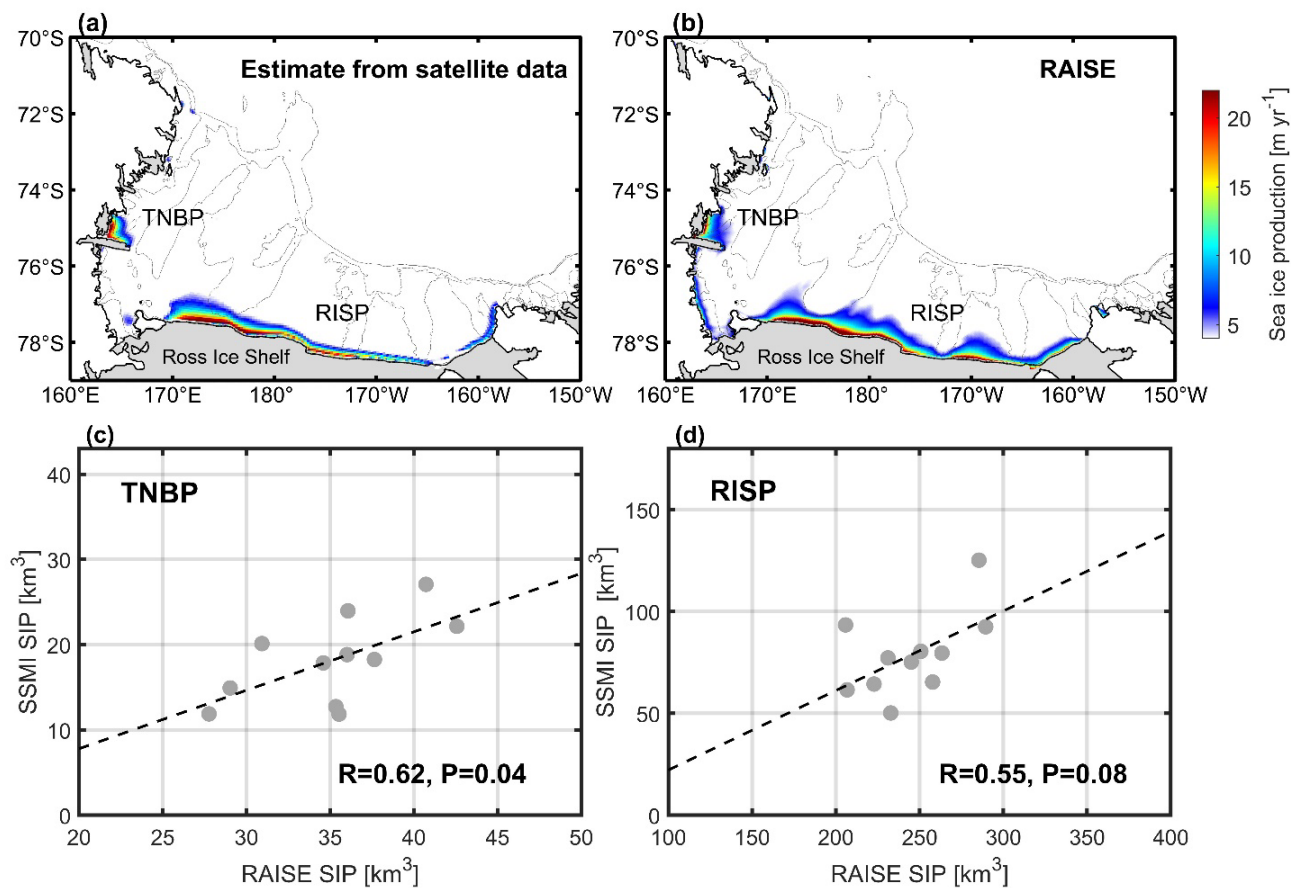 (a)
Estimate from satellite data
TNBP
RISP
Ross Ice Shelf
70°S
72°S
74°S
76°S
78°S
160°E
170°E
180°
170°W
160°W
150°W
(b)
RAISE
TNBP
RISP
Ross Ice Shelf
70°S
72°S
74°S
76°S
78°S
160°E
170°E
180°
170°W
160°W
150°W
20
15
10
5
Sea ice production [m yr⁻¹]
(c)
TNBP
R=0.62, P=0.04
40
30
20
10
0
SSMI SIP [km³]
20
25
30
35
40
45
50
RAISE SIP [km³]
(d)
RISP
R=0.55, P=0.08
150
100
50
0
SSMI SIP [km³]
100
150
200
250
300
350
400
RAISE SIP [km³]